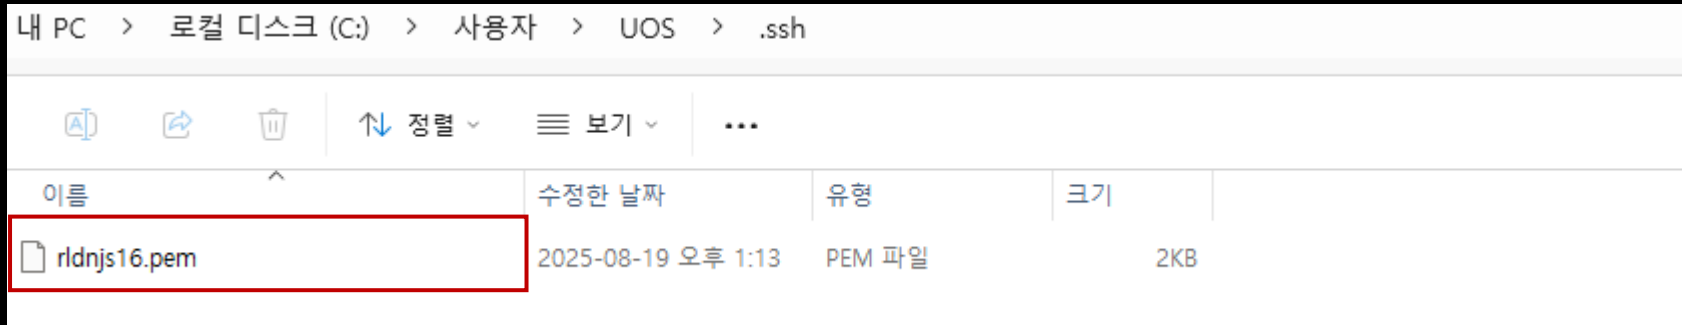 내 PC > 로컬 디스크 (C:) > 사용자 > UOS > .ssh
정렬 보기 ...
이름 수정한 날짜 유형 크기
rldnjs16.pem 2025-08-19 오후 1:13 PEM 파일 2KB